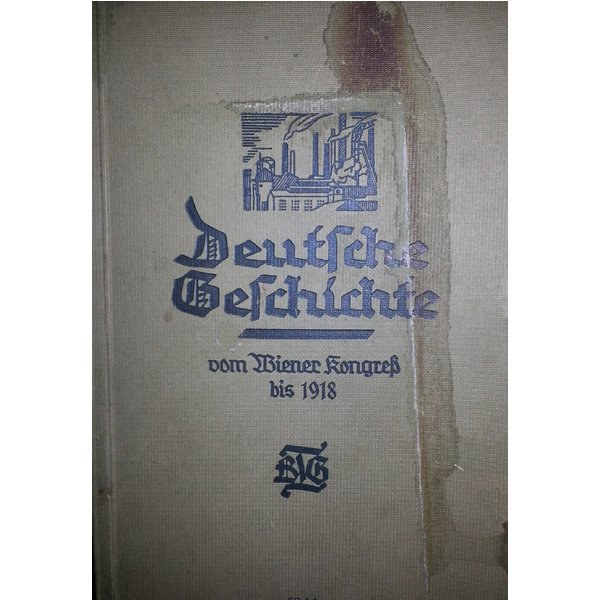 Deutsche
Geschichte
vom Wiener Kongreß
bis 1918